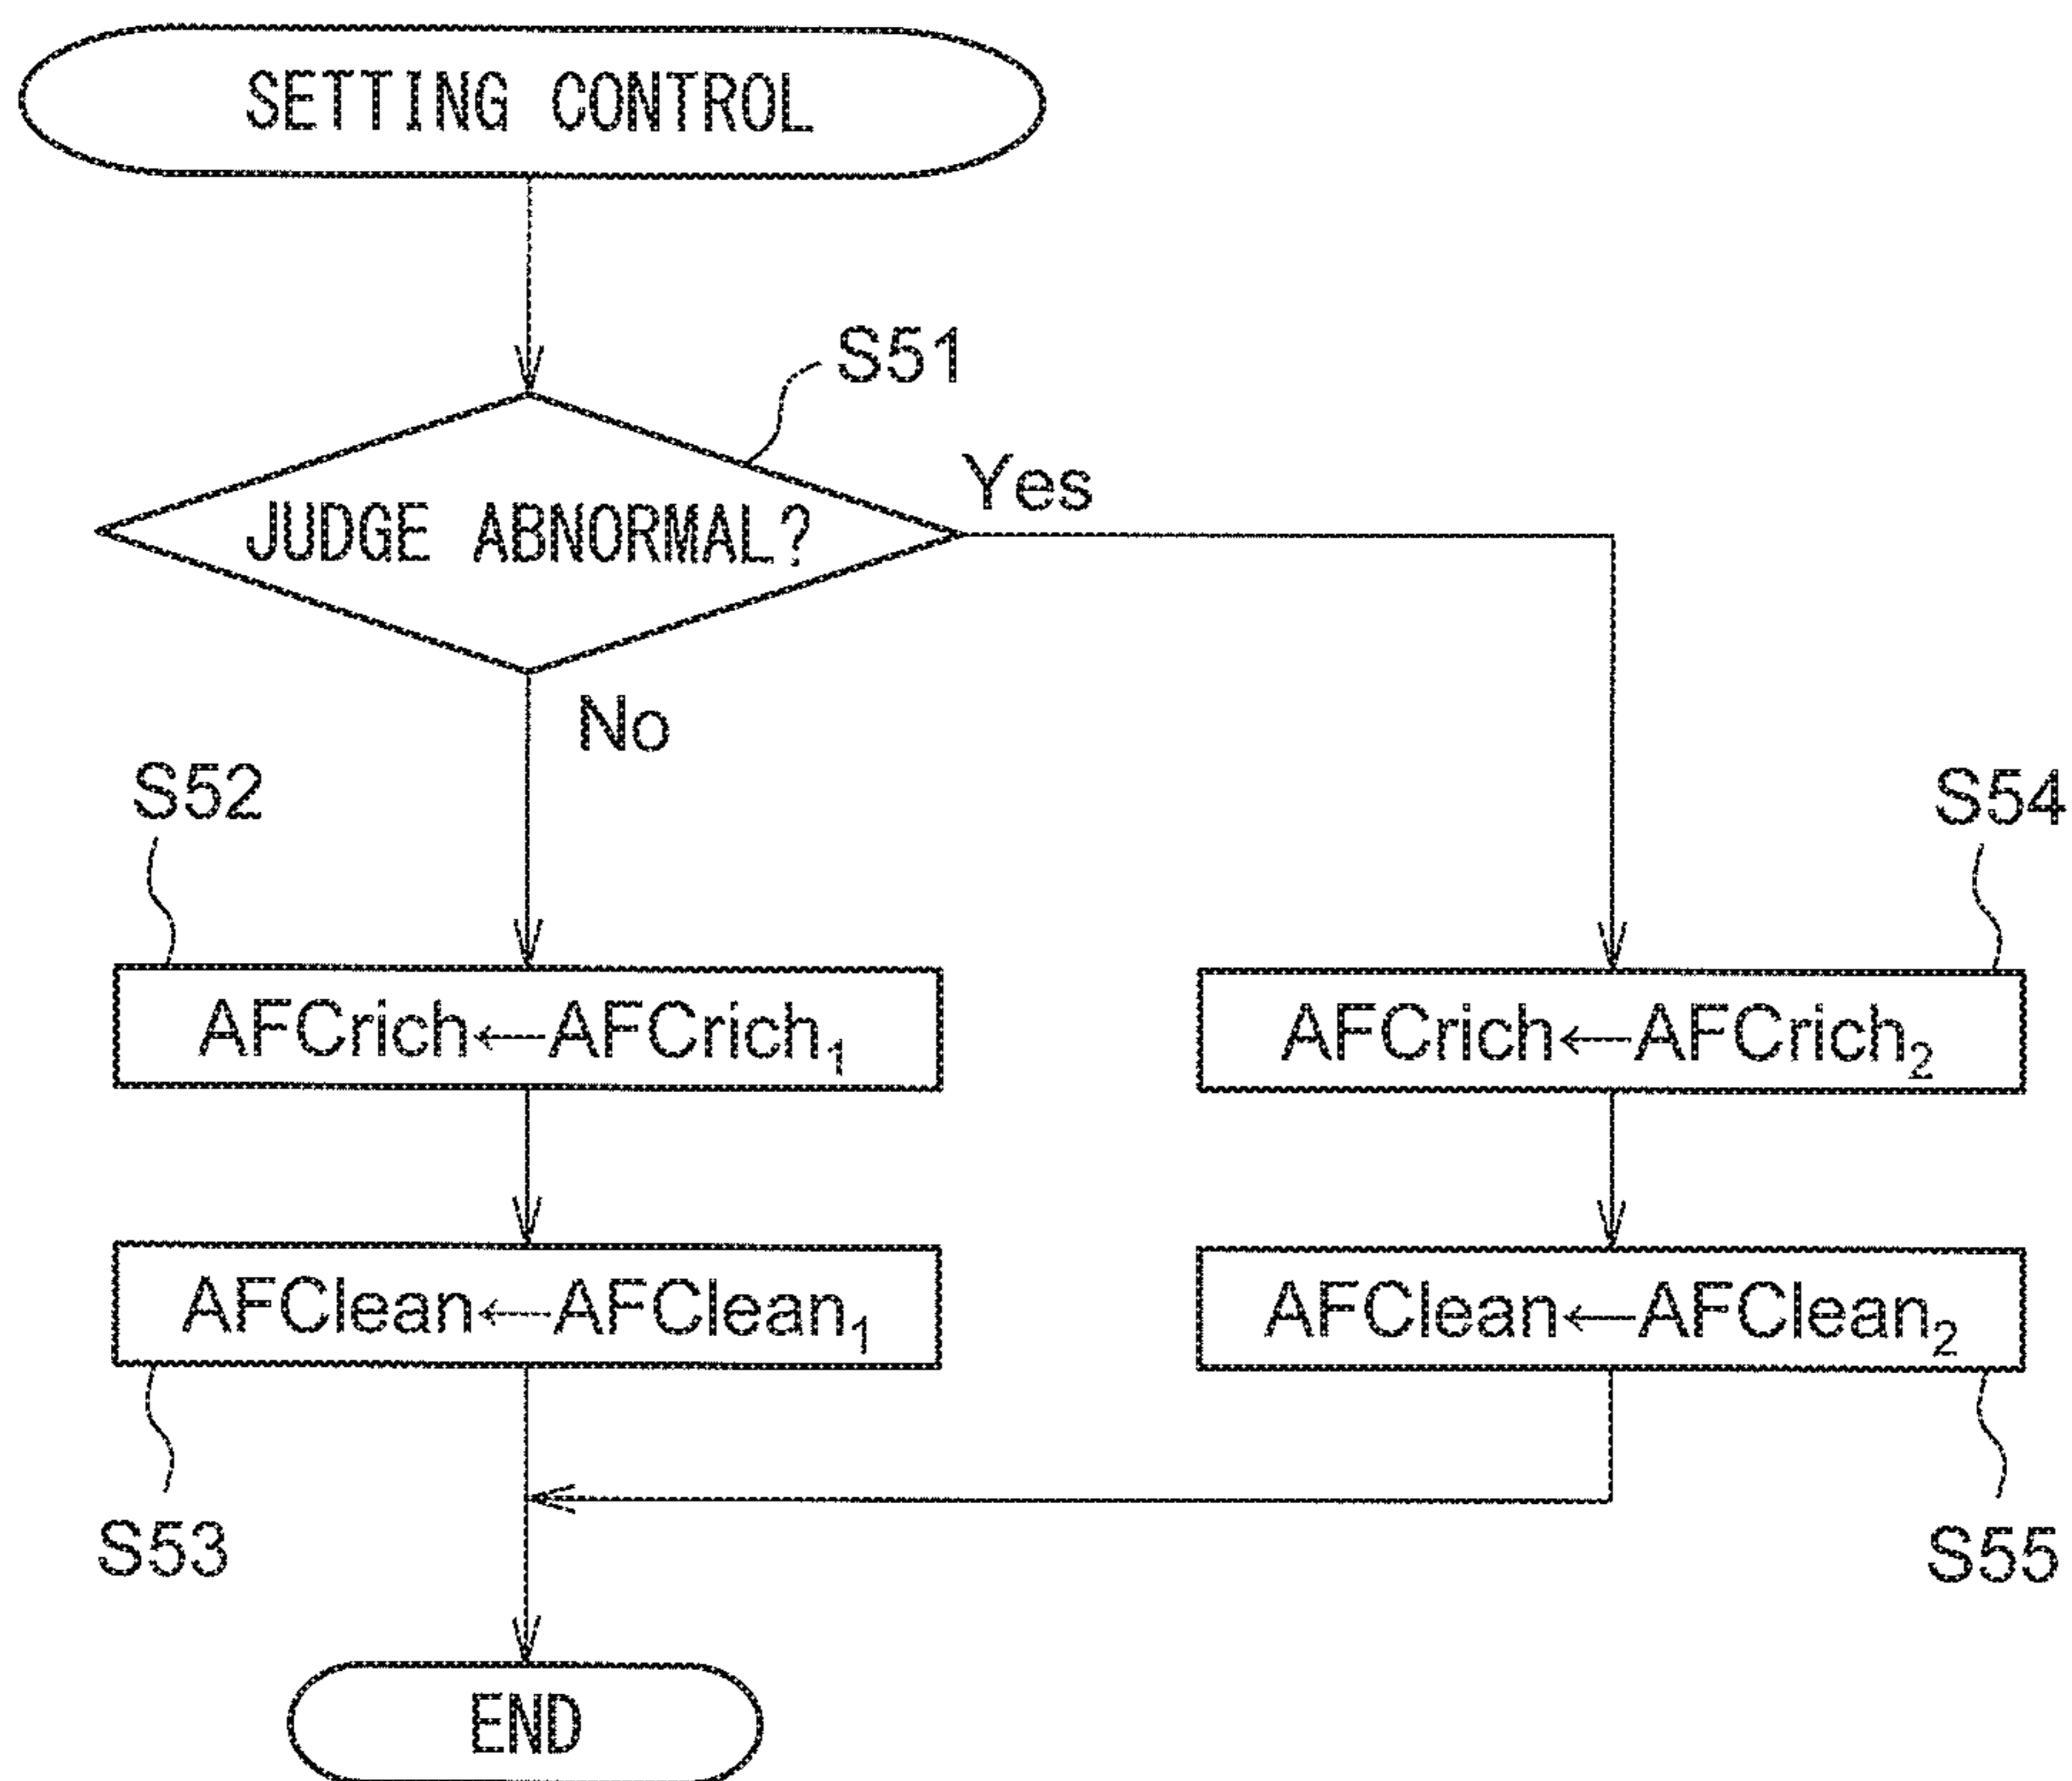 SETTING CONTROL
S51
JUDGE ABNORMAL?
Yes
No
S52
S54
AFCrich←AFCrich₁
AFCrich←AFCrich₂
AFClean←AFClean₁
AFClean←AFClean₂
S53
S55
END